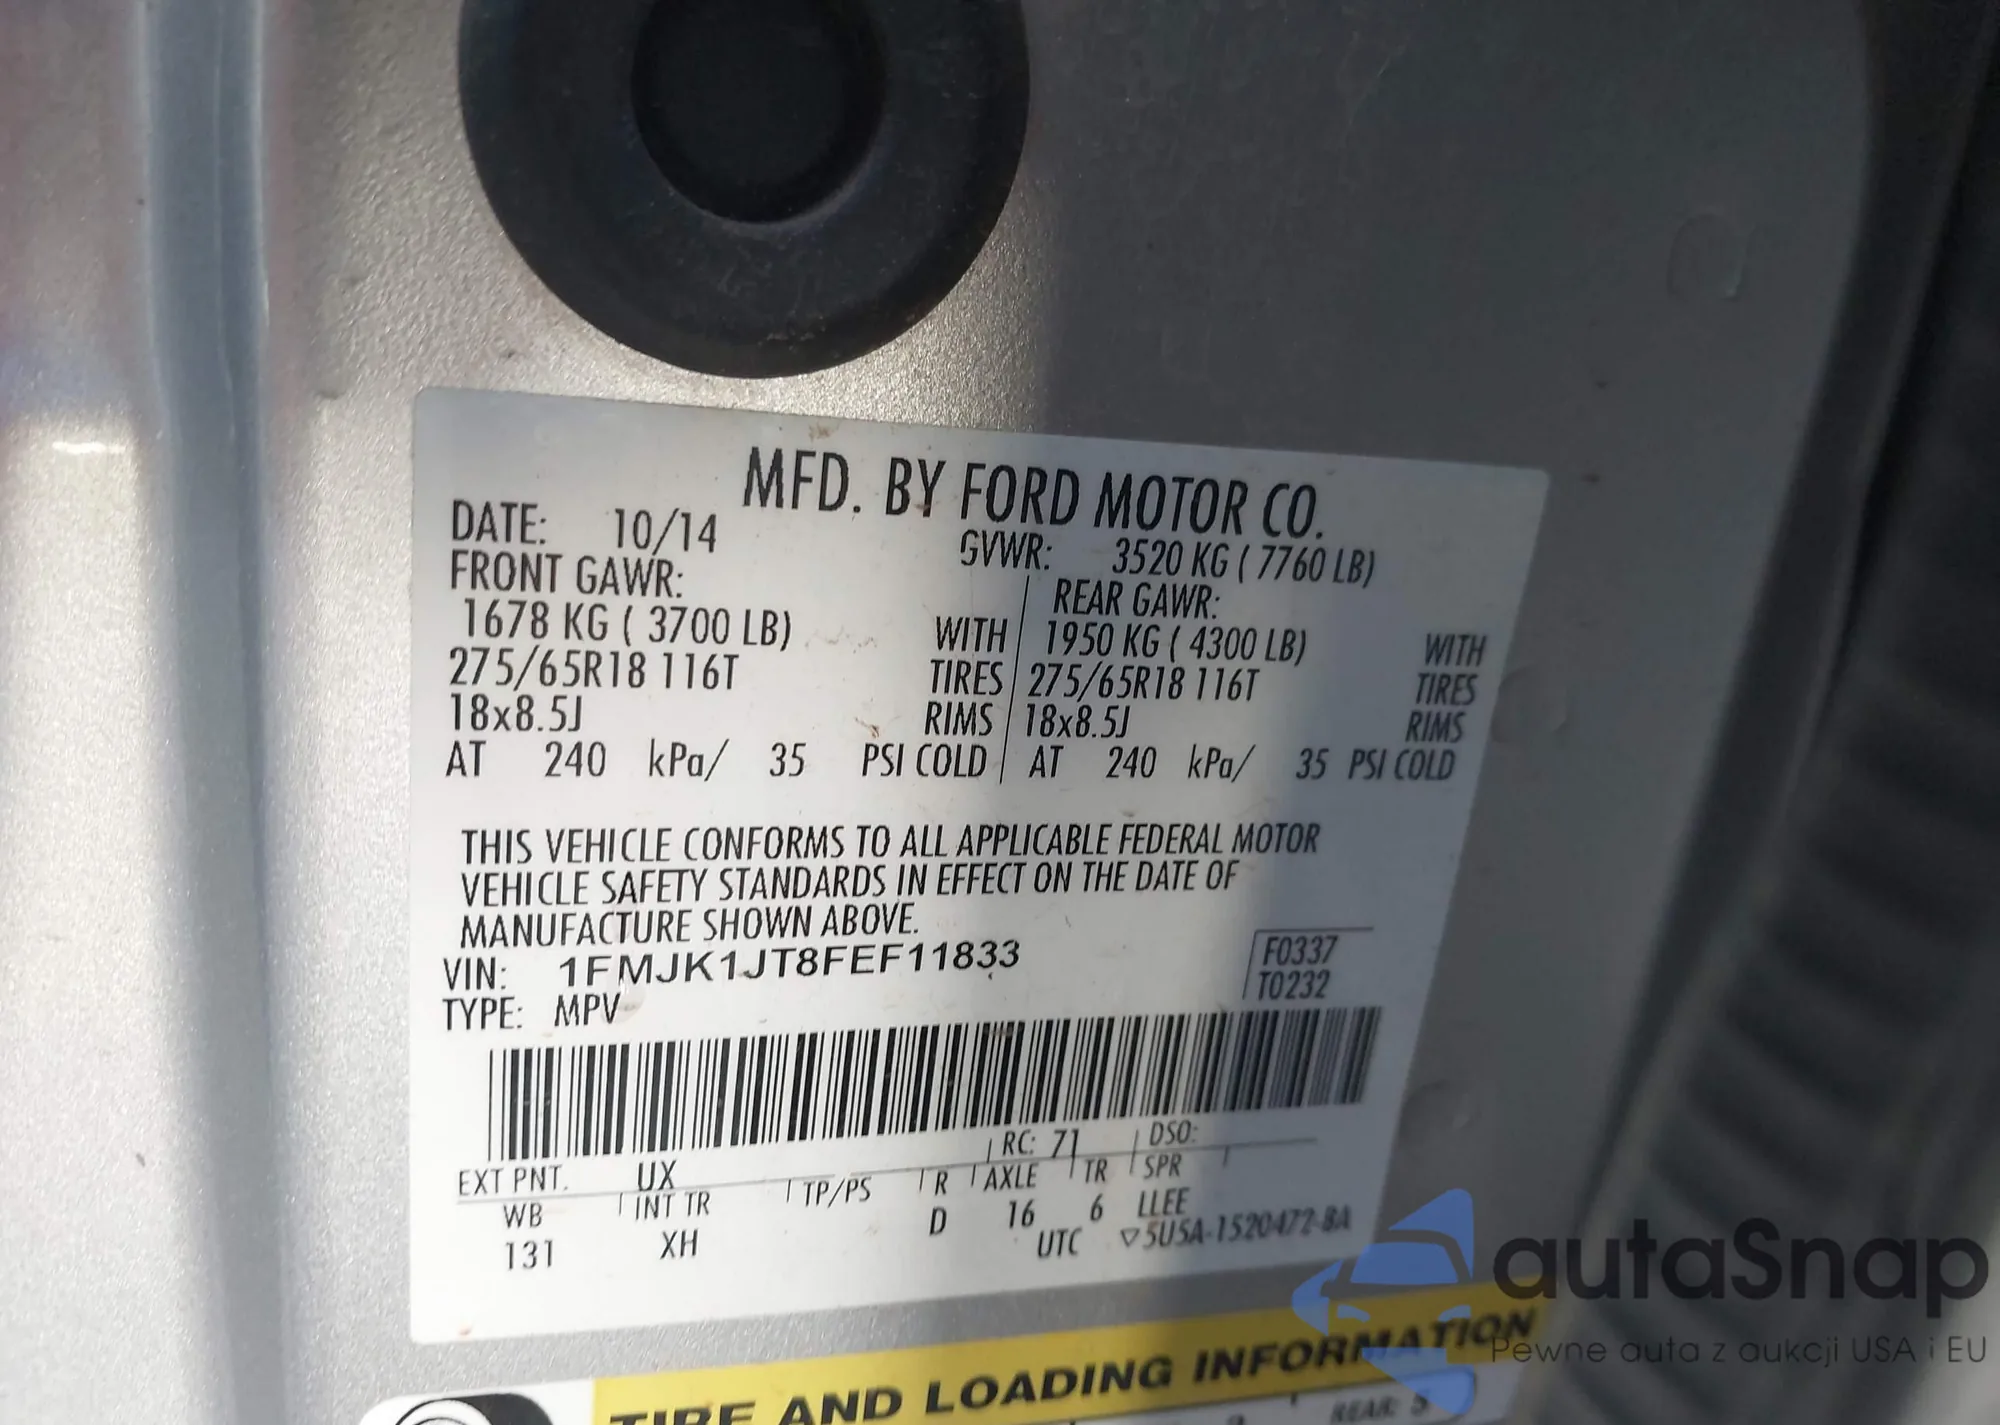 MFD. BY FORD MOTOR CO.
DATE: 10/14 GVWR: 3520 KG ( 7760 LB)
FRONT GAWR: REAR GAWR:
1678 KG ( 3700 LB) WITH 1950 KG ( 4300 LB) WITH
275/65R18 116T TIRES 275/65R18 116T TIRES
18x8.5J RIMS 18x8.5J RIMS
AT 240 kPa/ 35 PSI COLD AT 240 kPa/ 35 PSI COLD
THIS VEHICLE CONFORMS TO ALL APPLICABLE FEDERAL MOTOR
VEHICLE SAFETY STANDARDS IN EFFECT ON THE DATE OF
MANUFACTURE SHOWN ABOVE.
VIN: 1FMJK1JT8FEF11833 F0337
TYPE: MPV T0232
EXT PNT. UX RC: 71 DSO:
WB INT TR TP/PS R AXLE TR SPR
131 XH D 16 6 LLEE
UTC ▽5U5A-1520472-BA
TIRE AND LOADING INFORMATION
REAR: 5
autaSnap
Pewne auta z aukcji USA i EU